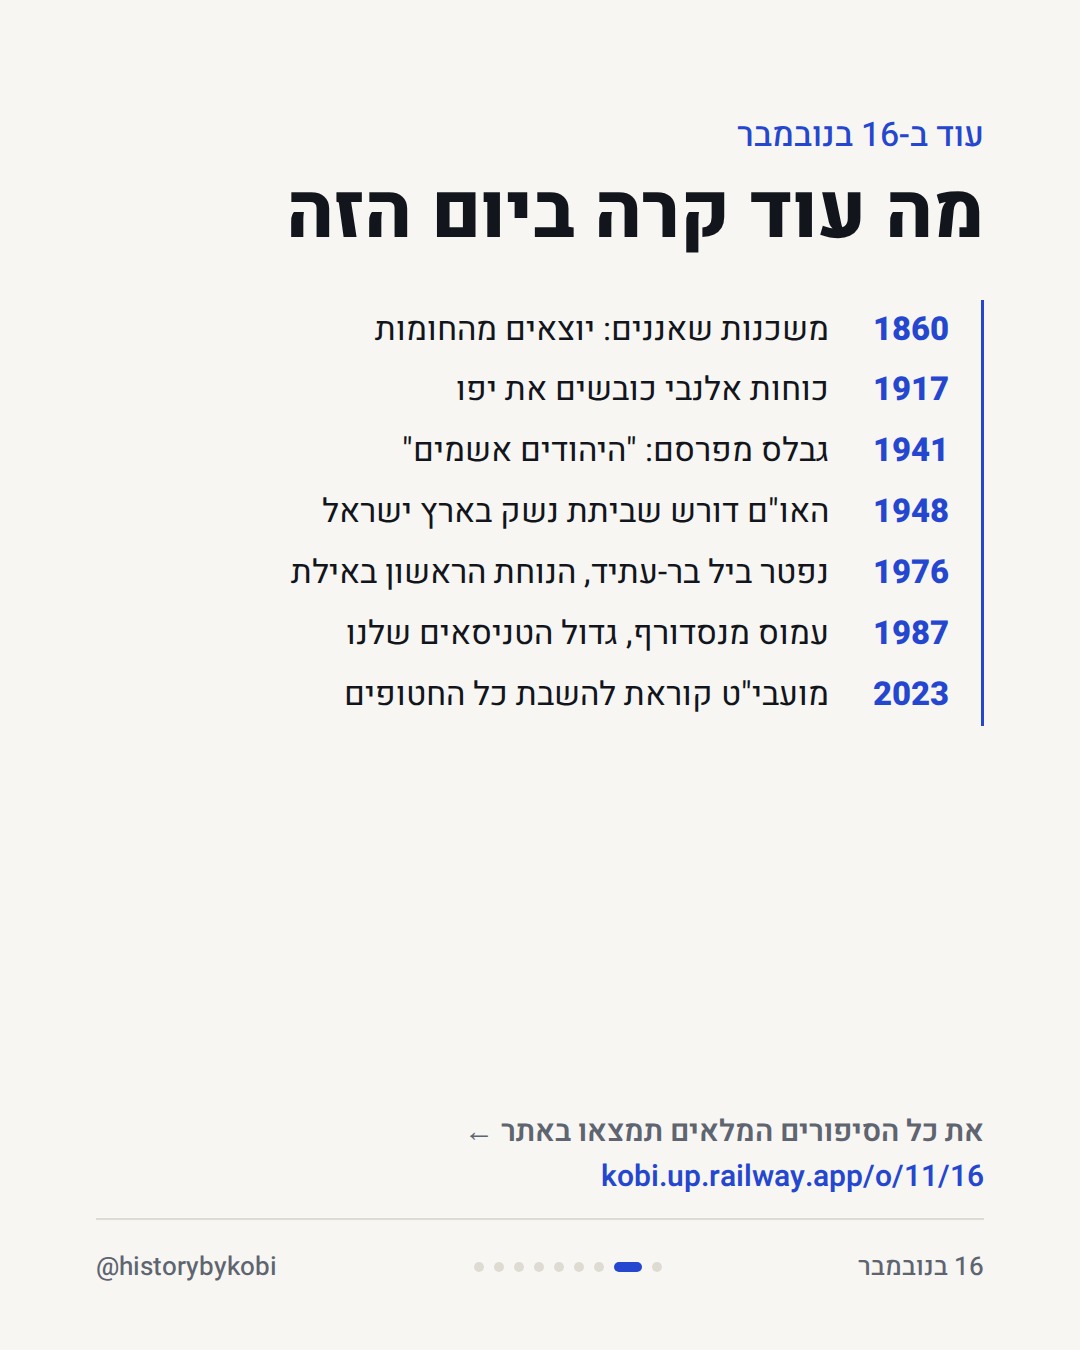 עוד ב-16 בנובמבר
מה עוד קרה ביום הזה
1860 משכנות שאננים: יוצאים מהחומות
1917 כוחות אלנבי כובשים את יפו
1941 גבלס מפרסם: "היהודים אשמים"
1948 האו"ם דורש שביתת נשק בארץ ישראל
1976 נפטר ביל בר-עתיד, הנוחת הראשון באילת
1987 עמוס מנסדורף, גדול הטניסאים שלנו
2023 מועבי"ט קוראת להשבת כל החטופים
את כל הסיפורים המלאים תמצאו באתר ←
kobi.up.railway.app/o/11/16
16 בנובמבר
@historybykobi